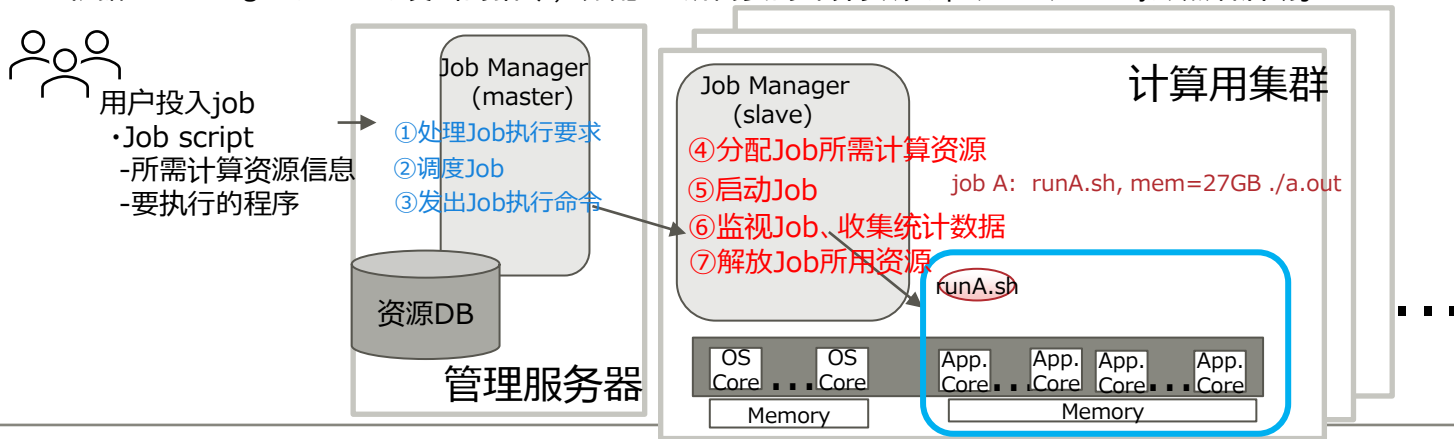 用户投入job
・Job script
-所需计算资源信息
-要执行的程序
Job Manager
(master)
①处理Job执行要求
②调度Job
③发出Job执行命令
资源DB
管理服务器
计算用集群
Job Manager
(slave)
④分配Job所需计算资源
⑤启动Job
⑥监视Job、收集统计数据
⑦解放Job所用资源
job A: runA.sh, mem=27GB ./a.out
runA.sh
OS
Core
...
OS
Core
App.
Core
...
App.
Core
App.
Core
...
App.
Core
Memory
Memory
...